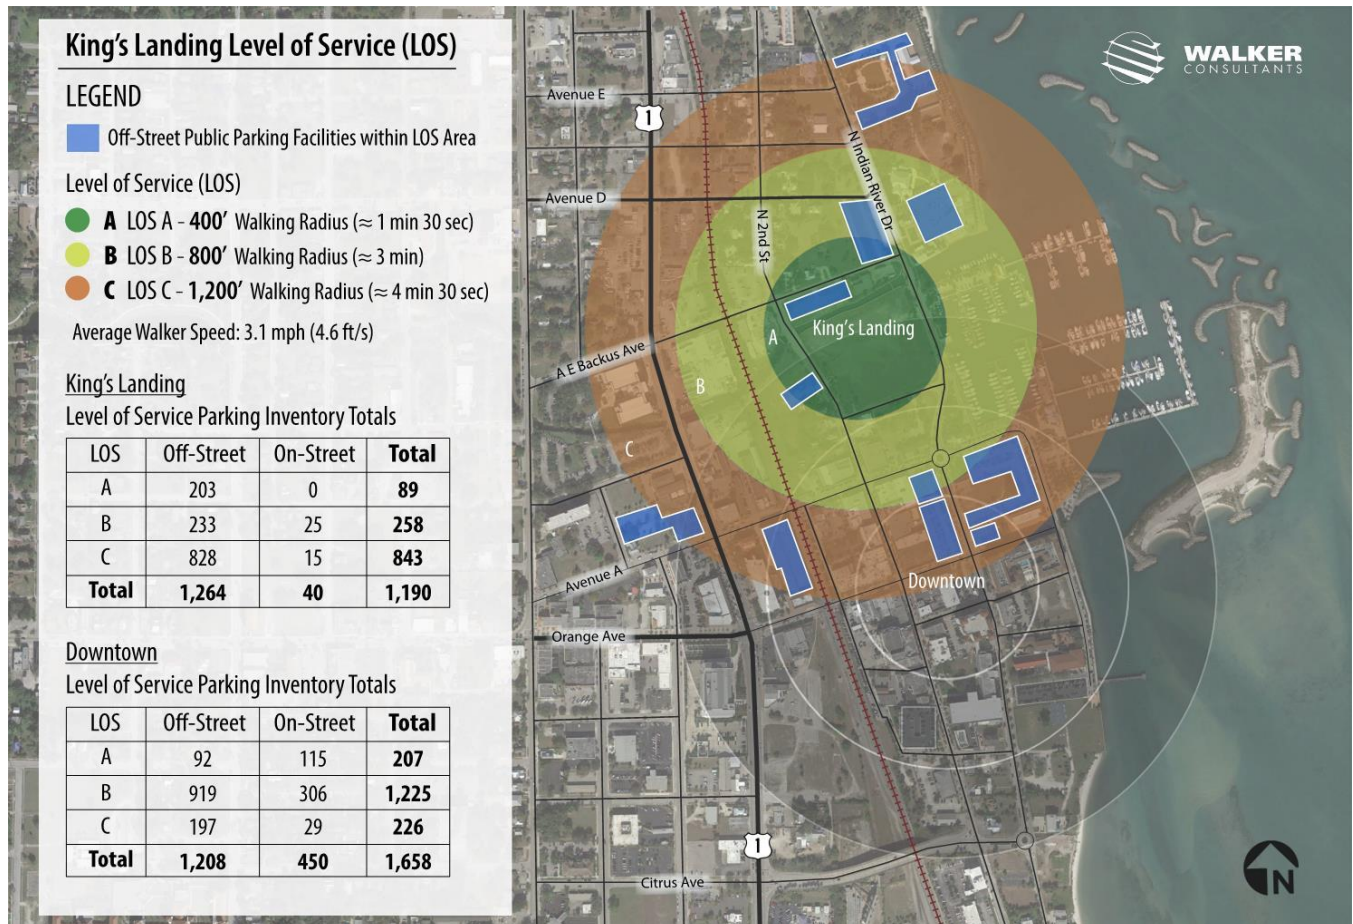 King's Landing Level of Service (LOS)
LEGEND
Off-Street Public Parking Facilities within LOS Area
Level of Service (LOS)
A LOS A - 400' Walking Radius (≈ 1 min 30 sec)
B LOS B - 800' Walking Radius (≈ 3 min)
C LOS C - 1,200' Walking Radius (≈ 4 min 30 sec)
Average Walker Speed: 3.1 mph (4.6 ft/s)
King's Landing
Level of Service Parking Inventory Totals
LOS Off-Street On-Street Total
A 203 0 89
B 233 25 258
C 828 15 843
Total 1,264 40 1,190
Downtown
Level of Service Parking Inventory Totals
LOS Off-Street On-Street Total
A 92 115 207
B 919 306 1,225
C 197 29 226
Total 1,208 450 1,658
WALKER
CONSULTANTS
Avenue E
1
N Indian River Dr
Avenue D
N 2nd St
King's Landing
A
A E Backus Ave
B
C
Avenue A
Downtown
Orange Ave
1
Citrus Ave
N